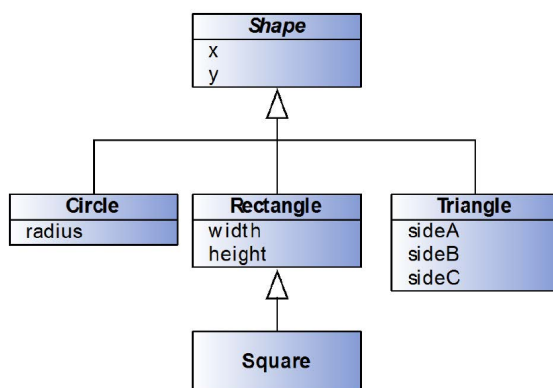 Shape
x
y
Circle
radius
Rectangle
width
height
Triangle
sideA
sideB
sideC
Square